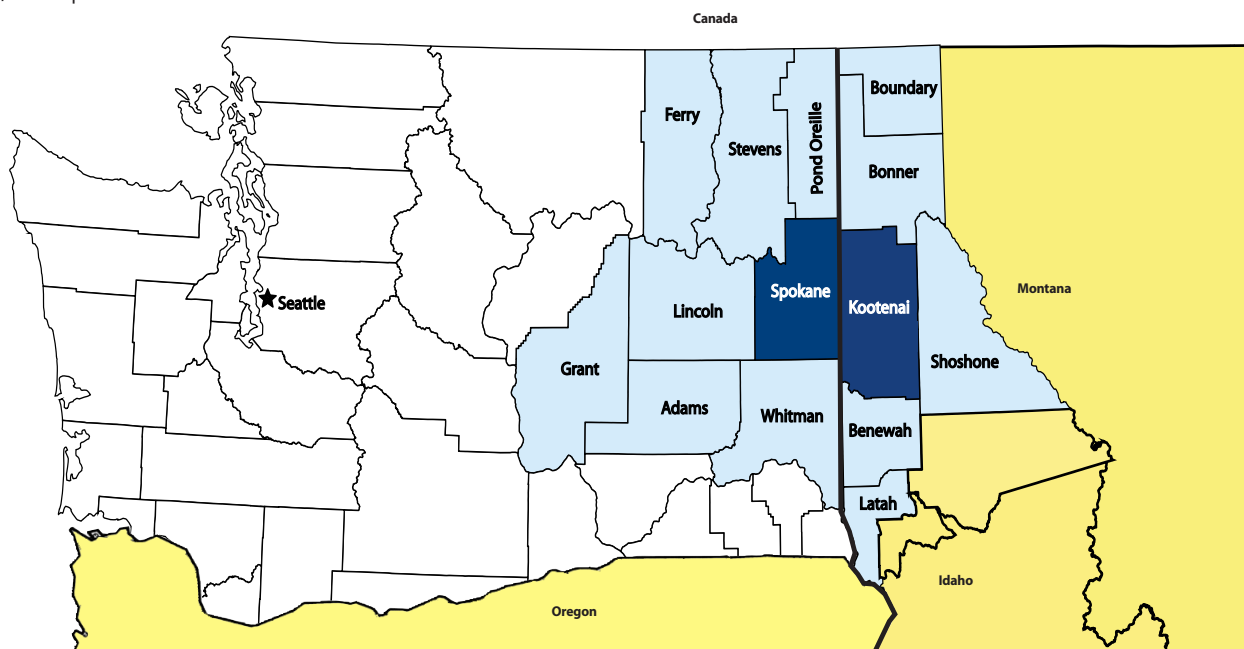 Canada
Boundary
Ferry
Stevens
Pond Oreille
Bonner
Spokane
Kootenai
Montana
Seattle
Lincoln
Grant
Shoshone
Adams
Whitman
Benewah
Latah
Idaho
Oregon